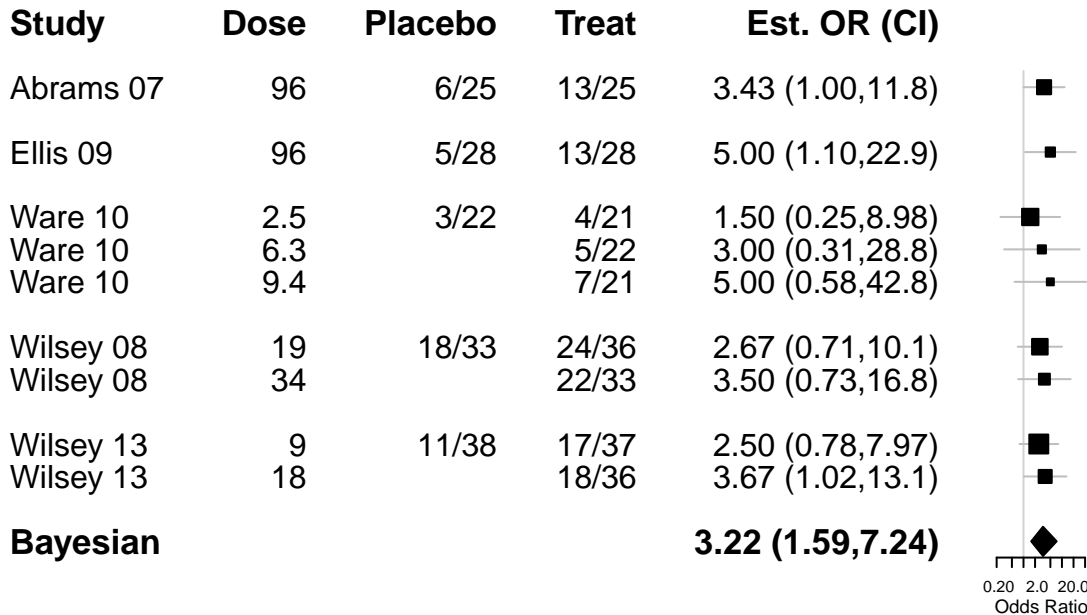 Study Dose Placebo Treat Est. OR (CI)
Abrams 07 96 6/25 13/25 3.43 (1.00,11.8)
Ellis 09 96 5/28 13/28 5.00 (1.10,22.9)
Ware 10 2.5 3/22 4/21 1.50 (0.25,8.98)
Ware 10 6.3 5/22 3.00 (0.31,28.8)
Ware 10 9.4 7/21 5.00 (0.58,42.8)
Wilsey 08 19 18/33 24/36 2.67 (0.71,10.1)
Wilsey 08 34 22/33 3.50 (0.73,16.8)
Wilsey 13 9 11/38 17/37 2.50 (0.78,7.97)
Wilsey 13 18 18/36 3.67 (1.02,13.1)
Bayesian 3.22 (1.59,7.24)
0.20 2.0 20.0
Odds Ratio